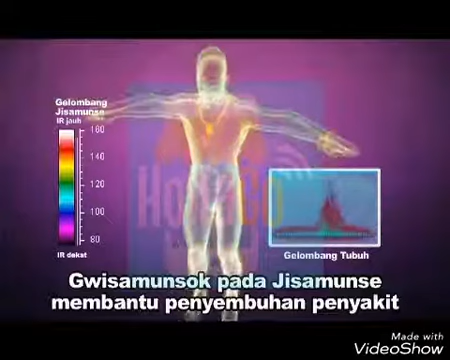 Gelombang
Jisamunse
IR jauh
160
140
120
100
80
IR dekat
Gelombang Tubuh
Gwisamunsok pada Jisamunse
membantu penyembuhan penyakit
Made with
VideoShow